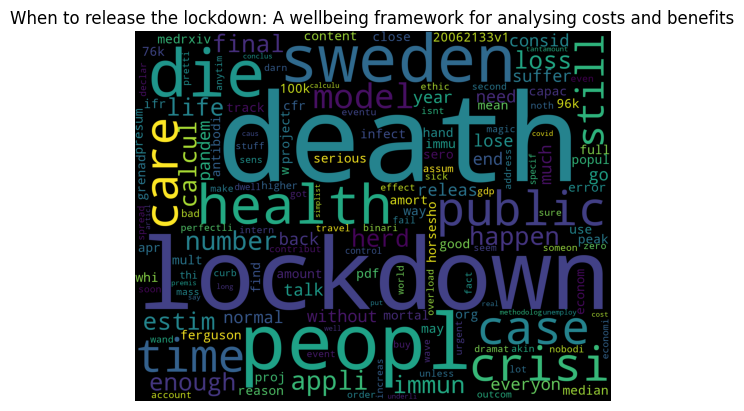 When to release the lockdown: A wellbeing framework for analysing costs and benefits
medrxiv final content close 20062133v1 consid
76k die sweden loss still
ifr life 100k model suffer
track cfr year need capac
presum project mean 96k
care calcul pandem antibodi w infect isnt hand immu lose magic full
grenad death end popul
sens serious sero assum sick much go error
health releas gdp
bad amort way public
perfectli intern travel binari fail horsesho good sure use
number back herd happen peak
apr mult find amount control pdf world overload someon zero
whi thi curb talk econom
estim mass normal without mortal org case
ferguson may urgent
time wand proj peopl dramat akin nobodi crisi
enough appli immun everyon
account reason order unless lot median
event buy wave outcom
increas
declar pretti anytim darn conclus tantamount calculu
eventu ethic second noth even
caus stuff make dwel higher got effect simplist
contribut seem fact real
covid specif address
spread articl soon premis say long put well
methodolog unemploy cost economi